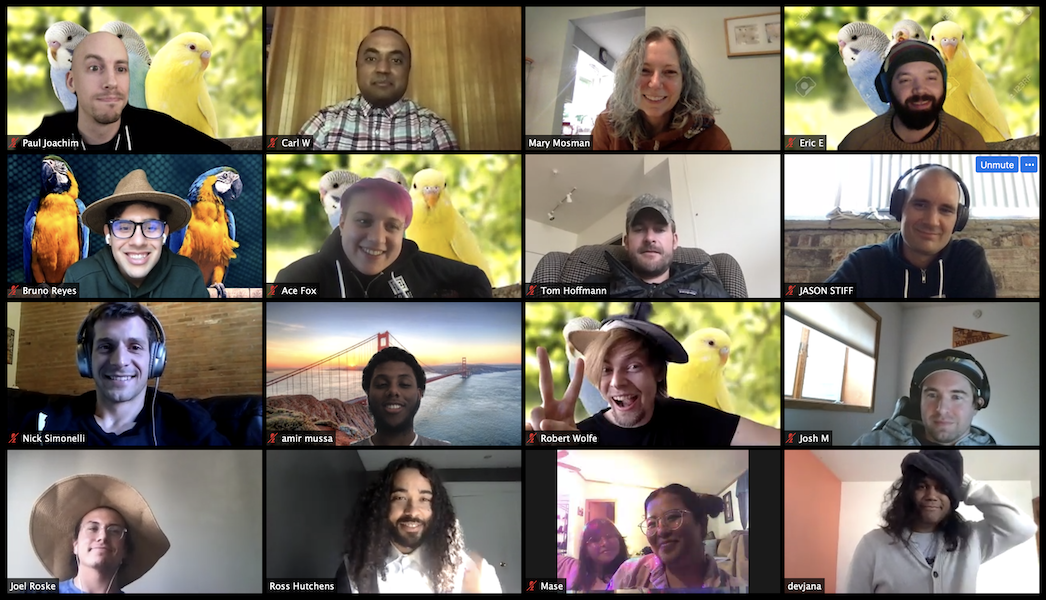 Paul Joachim
Carl W
Mary Mosman
Eric E
Bruno Reyes
Ace Fox
Tom Hoffmann
Unmute
JASON STIFF
Nick Simonelli
amir mussa
Robert Wolfe
Josh M
Joel Roske
Ross Hutchens
Mase
devjana